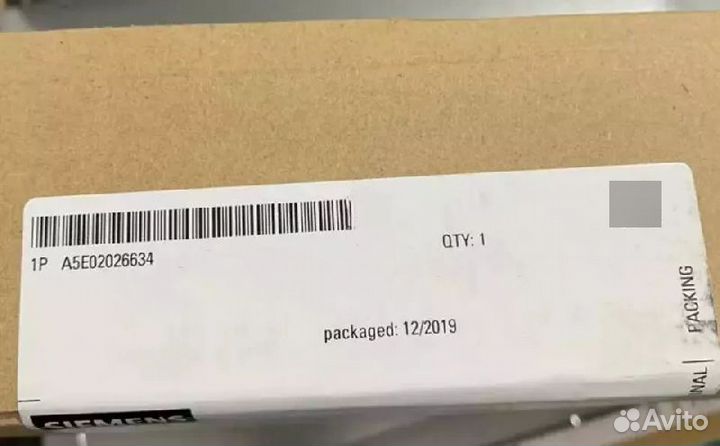 1P A5E02026634
QTY: 1
packaged: 12/2019
PACKING
NAL
SIEMENS
Avito